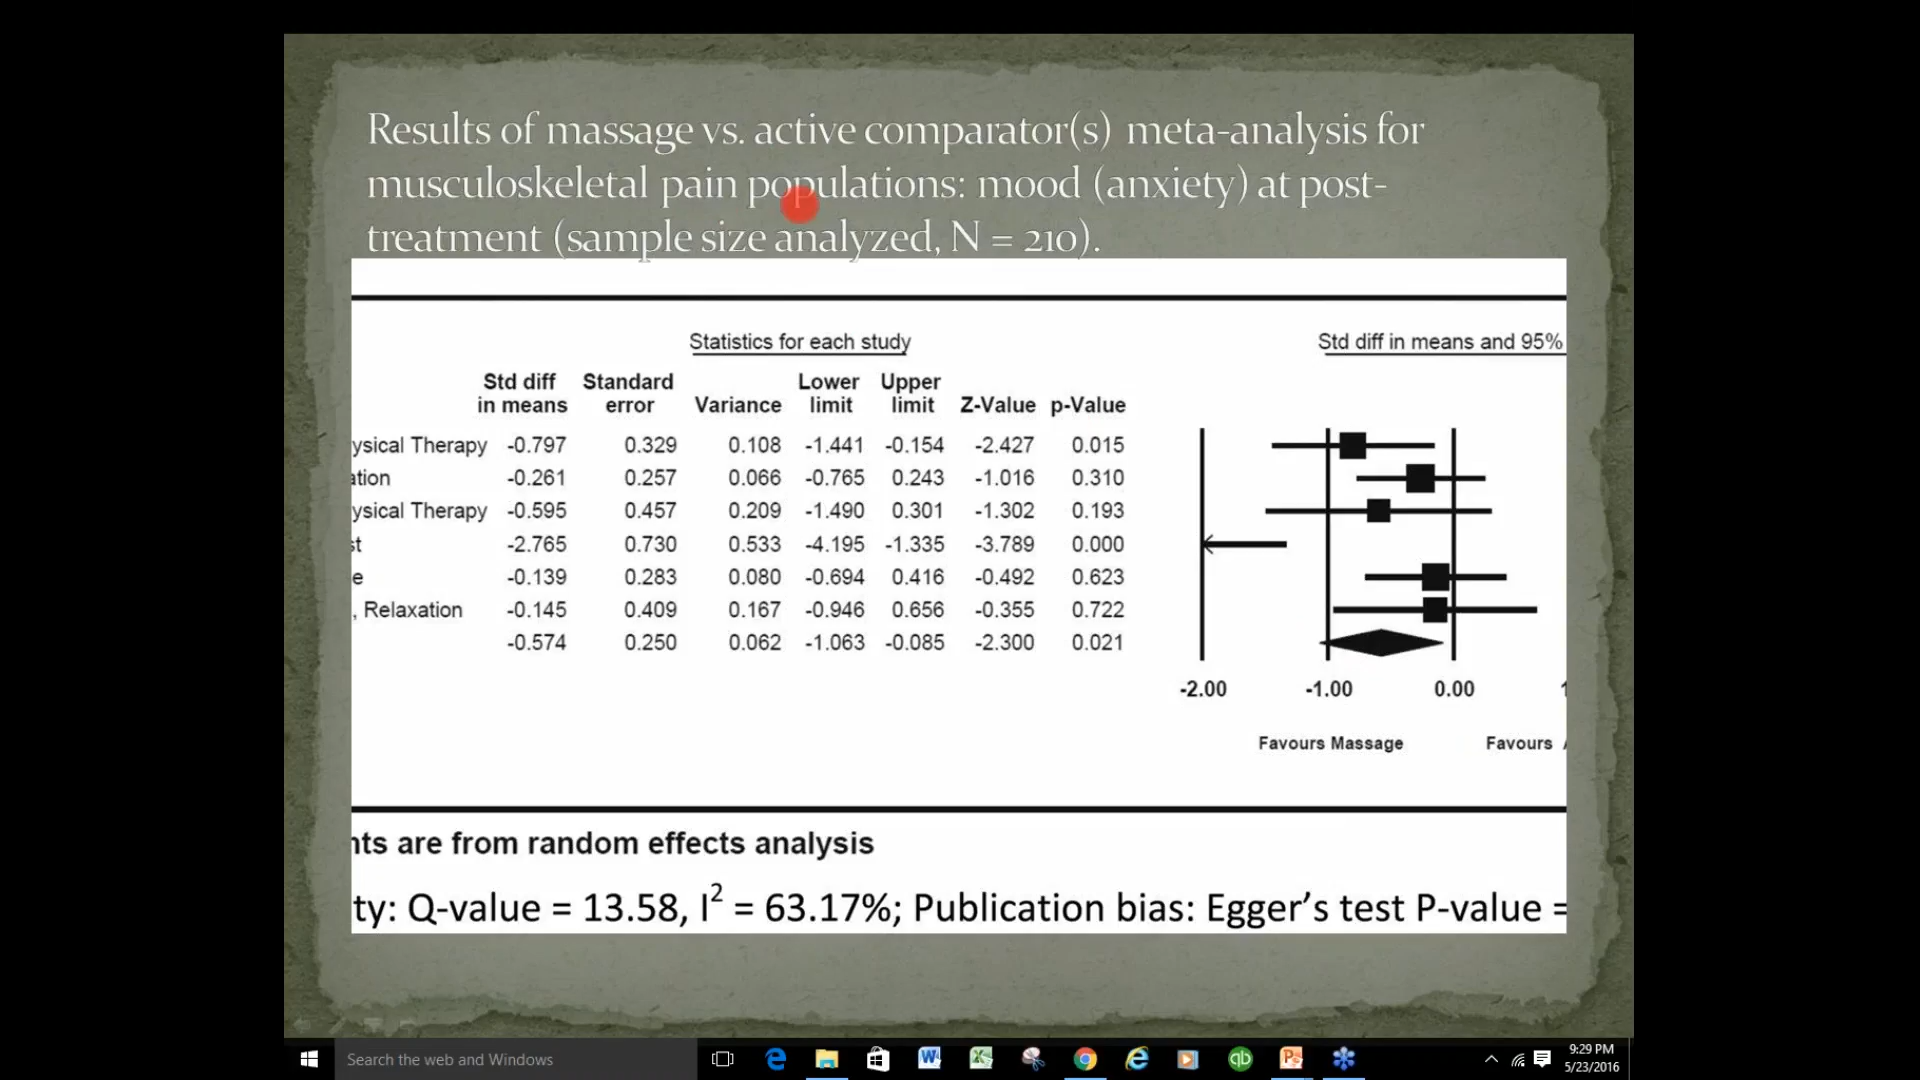 Results of massage vs. active comparator(s) meta-analysis for
musculoskeletal pain populations: mood (anxiety) at post-
treatment (sample size analyzed, N = 210).
Statistics for each study
Std diff in means and 95%
Std diff in means Standard error Variance Lower limit Upper limit Z-Value p-Value
ysical Therapy -0.797 0.329 0.108 -1.441 -0.154 -2.427 0.015
ation -0.261 0.257 0.066 -0.765 0.243 -1.016 0.310
ysical Therapy -0.595 0.457 0.209 -1.490 0.301 -1.302 0.193
st -2.765 0.730 0.533 -4.195 -1.335 -3.789 0.000
e -0.139 0.283 0.080 -0.694 0.416 -0.492 0.623
, Relaxation -0.145 0.409 0.167 -0.946 0.656 -0.355 0.722
-0.574 0.250 0.062 -1.063 -0.085 -2.300 0.021
-2.00 -1.00 0.00
Favours Massage Favours
nts are from random effects analysis
ty: Q-value = 13.58, I² = 63.17%; Publication bias: Egger’s test P-value =
Search the web and Windows
9:29 PM
5/23/2016